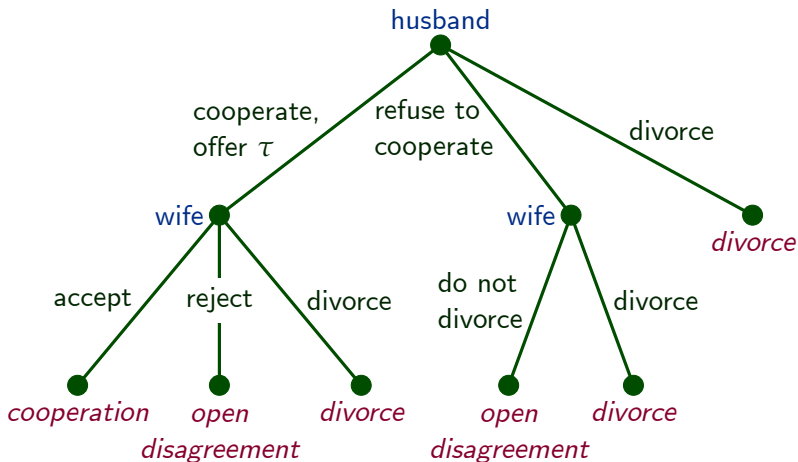 husband
cooperate,
offer τ
refuse to
cooperate
divorce
wife
wife
divorce
accept
reject
divorce
do not
divorce
divorce
cooperation
open
disagreement
divorce
open
disagreement
divorce